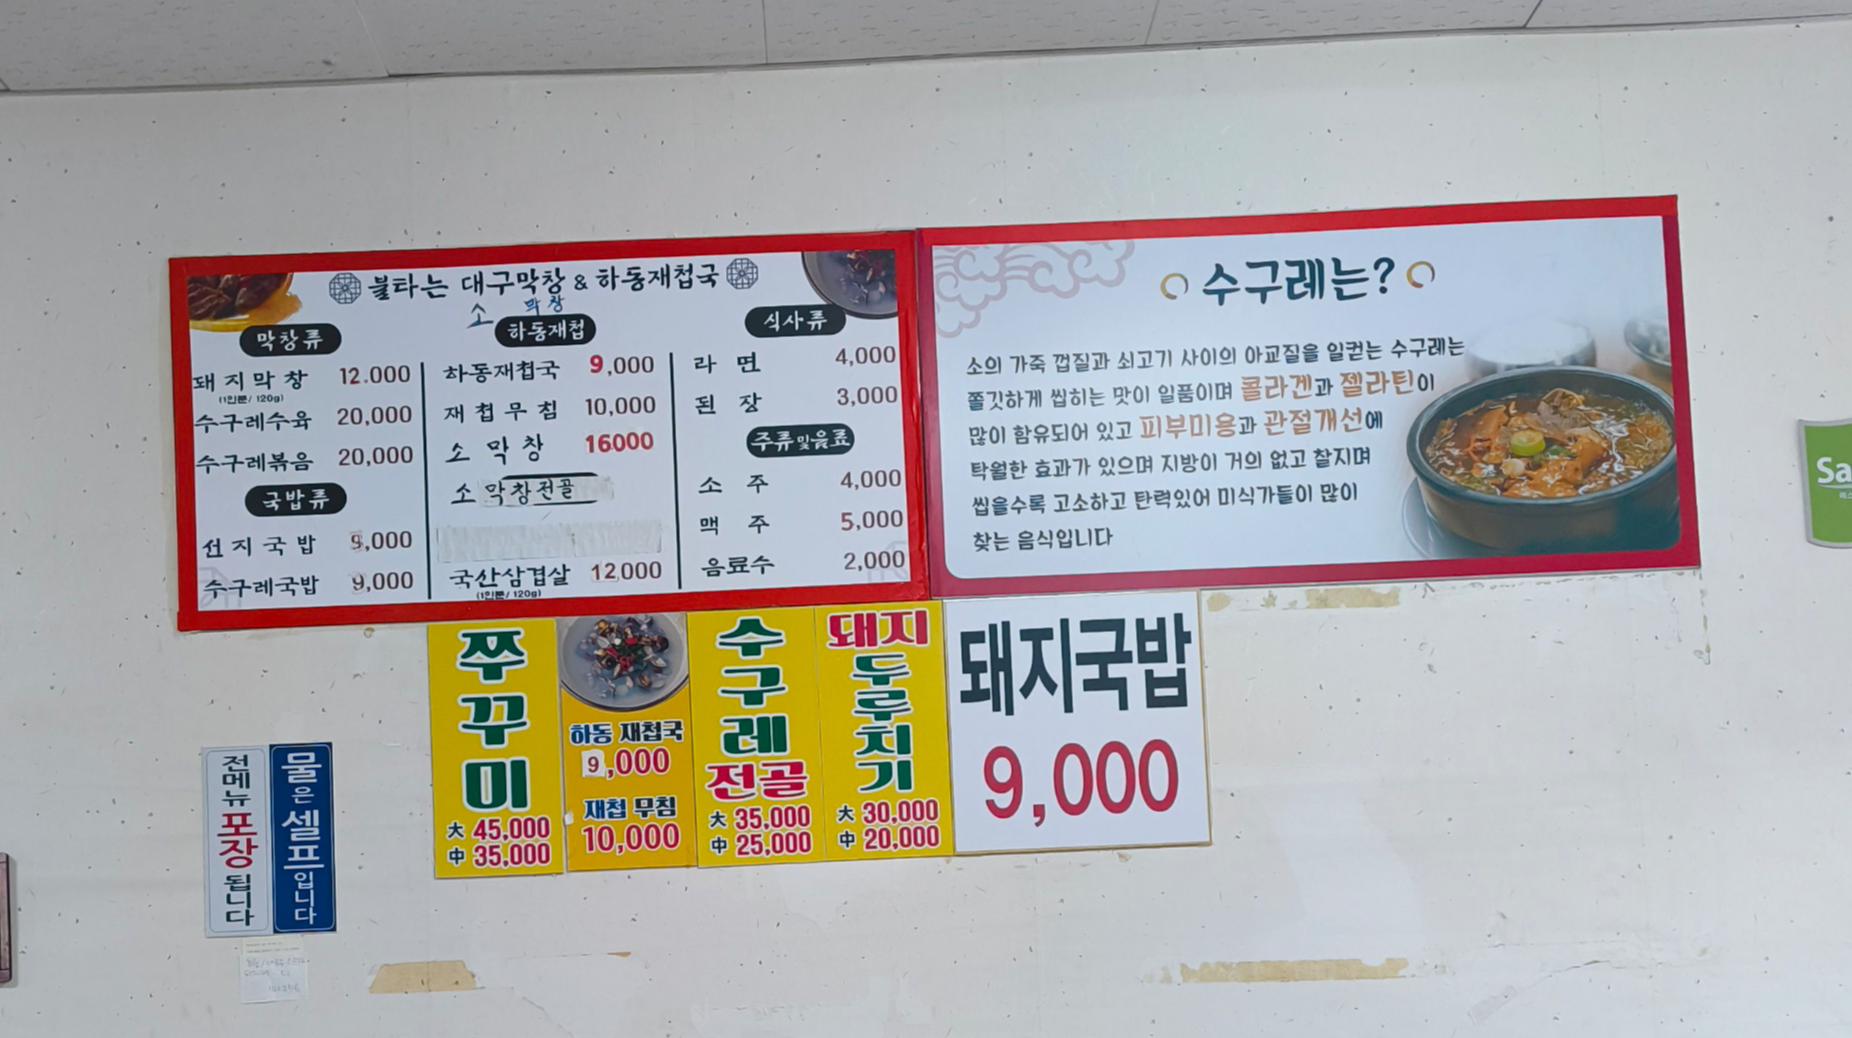 불타는 대구막창 & 하동재첩국
소 막창
막창류
돼지막창 12.000
(1인분/120g)
수구레수육 20,000
수구레볶음 20,000
국밥류
선지국밥 9,000
수구레국밥 9,000
하동재첩
하동재첩국 9,000
재첩무침 10,000
소막창 16000
소막창전골
국산삼겹살 12,000
(1인분/120g)
식사류
라면 4,000
된장 3,000
주류및음료
소주 4,000
맥주 5,000
음료수 2,000
수구레는?
소의 가죽 껍질과 쇠고기 사이의 아교질을 일컫는 수구레는
쫄깃하게 씹히는 맛이 일품이며 콜라겐과 젤라틴이
많이 함유되어 있고 피부미용과 관절개선에
탁월한 효과가 있으며 지방이 거의 없고 찰지며
씹을수록 고소하고 탄력있어 미식가들이 많이
찾는 음식입니다
Sa
쭈꾸미
大 45,000
中 35,000
하동 재첩국
9,000
재첩 무침
10,000
수구레
전골
大 35,000
中 25,000
돼지
두루치기
大 30,000
中 20,000
돼지국밥
9,000
전메뉴 포장 됩니다
물은 셀프입니다